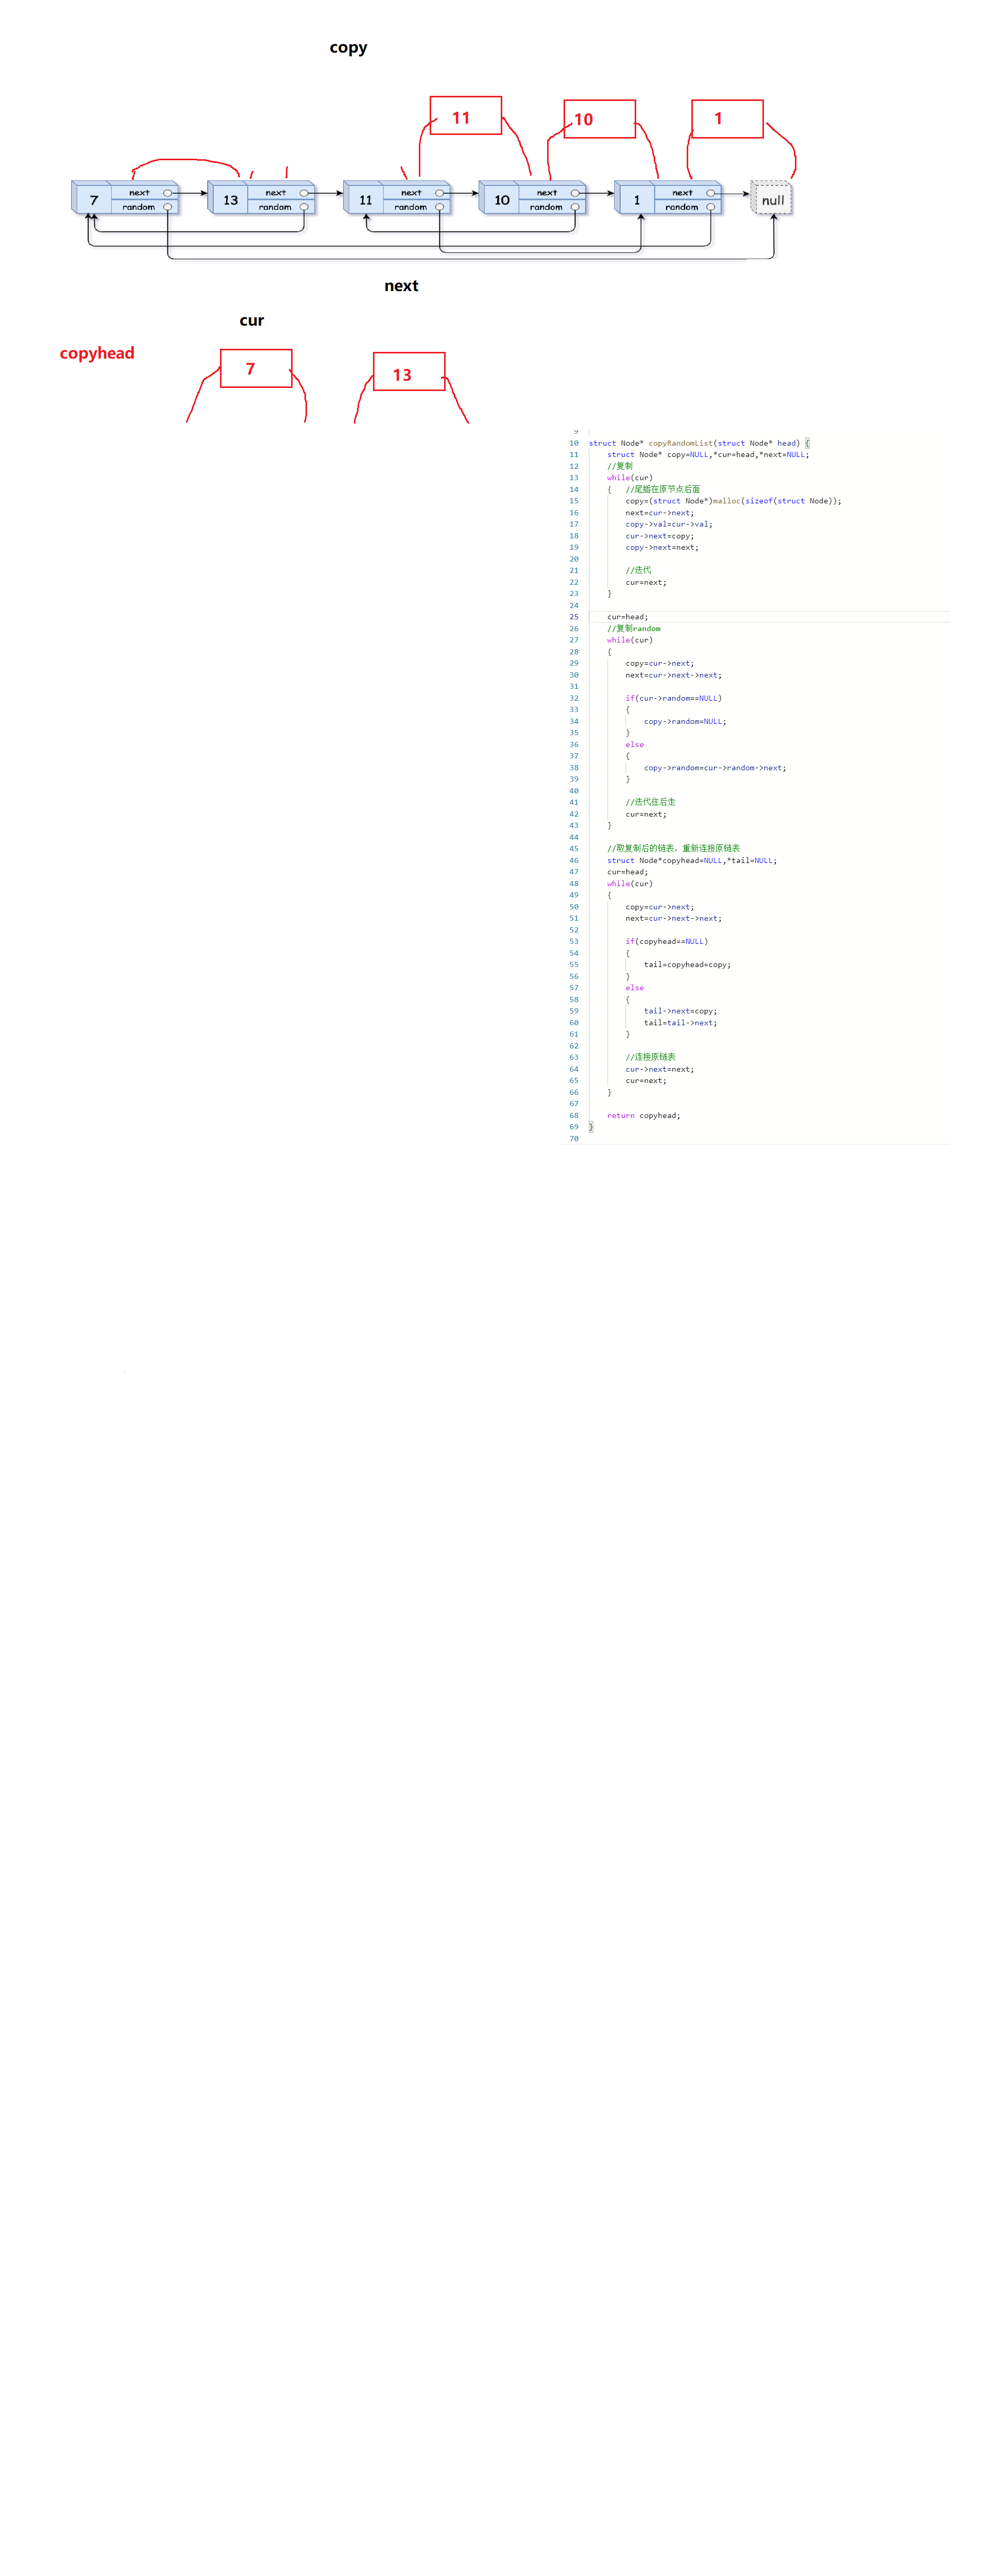 copy
11
10
1
7 next random
13 next random
11 next random
10 next random
1 next random
null
next
cur
copyhead
7
13
9
10 struct Node* copyRandomList(struct Node* head) {
11 struct Node* copy=NULL,*cur=head,*next=NULL;
12 //复制
13 while(cur)
14 { //尾插在原节点后面
15 copy=(struct Node*)malloc(sizeof(struct Node));
16 next=cur->next;
17 copy->val=cur->val;
18 cur->next=copy;
19 copy->next=next;
20
21 //迭代
22 cur=next;
23 }
24
25 cur=head;
26 //复制random
27 while(cur)
28 {
29 copy=cur->next;
30 next=cur->next->next;
31
32 if(cur->random==NULL)
33 {
34 copy->random=NULL;
35 }
36 else
37 {
38 copy->random=cur->random->next;
39 }
40
41 //迭代往后走
42 cur=next;
43 }
44
45 //取复制后的链表，重新连接原链表
46 struct Node*copyhead=NULL,*tail=NULL;
47 cur=head;
48 while(cur)
49 {
50 copy=cur->next;
51 next=cur->next->next;
52
53 if(copyhead==NULL)
54 {
55 tail=copyhead=copy;
56 }
57 else
58 {
59 tail->next=copy;
60 tail=tail->next;
61 }
62
63 //连接原链表
64 cur->next=next;
65 cur=next;
66 }
67
68 return copyhead;
69 }
70